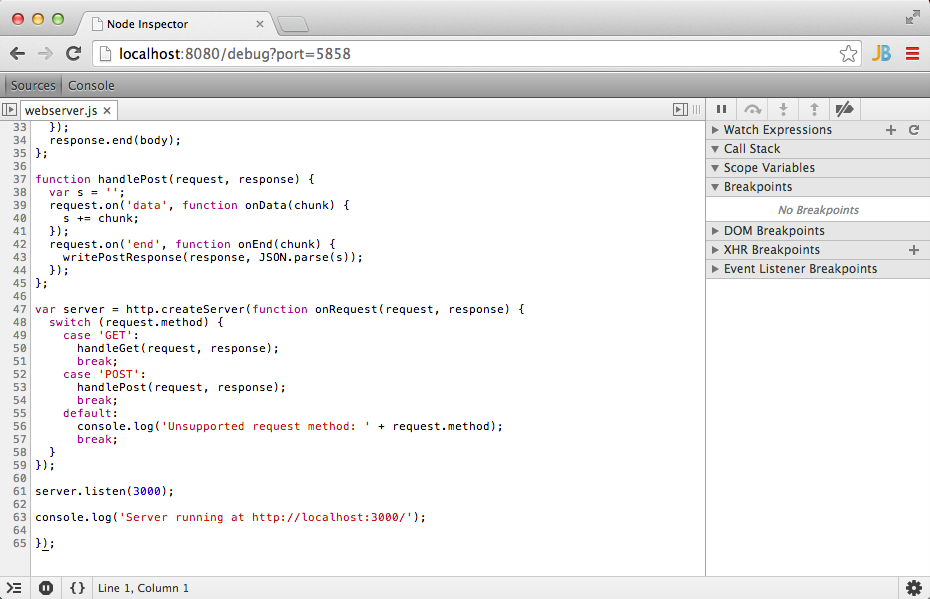 Node Inspector
localhost:8080/debug?port=5858
JB
Sources Console
webserver.js
33   });
34   response.end(body);
35 };
36
37 function handlePost(request, response) {
38   var s = '';
39   request.on('data', function onData(chunk) {
40     s += chunk;
41   });
42   request.on('end', function onEnd(chunk) {
43     writePostResponse(response, JSON.parse(s));
44   });
45 };
46
47 var server = http.createServer(function onRequest(request, response) {
48   switch (request.method) {
49     case 'GET':
50       handleGet(request, response);
51       break;
52     case 'POST':
53       handlePost(request, response);
54       break;
55     default:
56       console.log('Unsupported request method: ' + request.method);
57       break;
58   }
59 });
60
61 server.listen(3000);
62
63 console.log('Server running at http://localhost:3000/');
64
65 });
Watch Expressions
Call Stack
Scope Variables
Breakpoints
No Breakpoints
DOM Breakpoints
XHR Breakpoints
Event Listener Breakpoints
{ } Line 1, Column 1